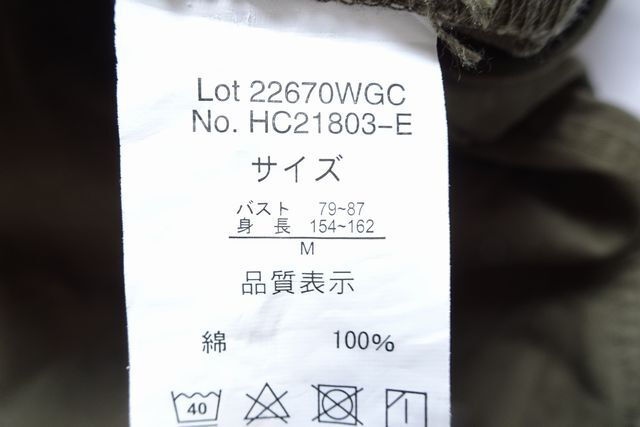 Lot 22670WGC
No. HC21803-E
サイズ
バスト 79~87
身 長 154~162
M
品質表示
綿 100%
40